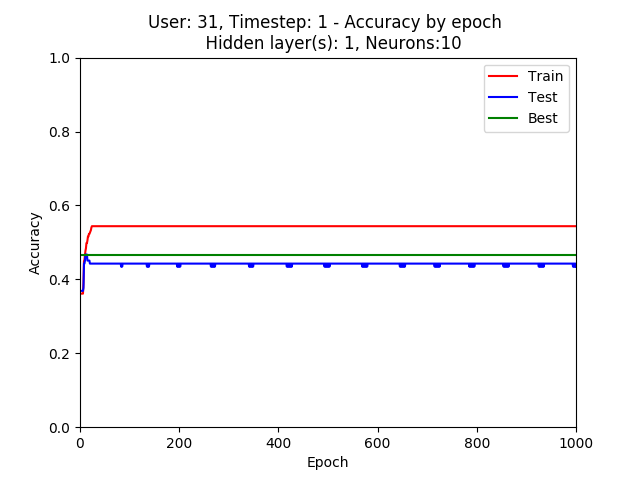 User: 31, Timestep: 1 - Accuracy by epoch
Hidden layer(s): 1, Neurons:10
Train
Test
Best
1.0
0.8
0.6
0.4
0.2
0.0
Accuracy
0 200 400 600 800 1000
Epoch